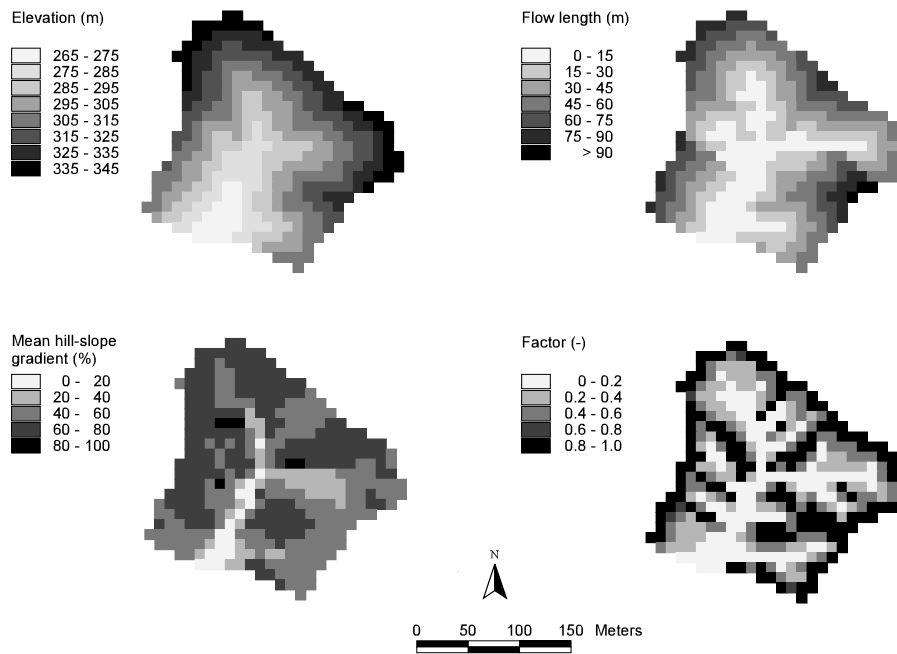 Elevation (m)
265 - 275
275 - 285
285 - 295
295 - 305
305 - 315
315 - 325
325 - 335
335 - 345
Flow length (m)
0 - 15
15 - 30
30 - 45
45 - 60
60 - 75
75 - 90
> 90
Mean hill-slope
gradient (%)
0 - 20
20 - 40
40 - 60
60 - 80
80 - 100
Factor (-)
0 - 0.2
0.2 - 0.4
0.4 - 0.6
0.6 - 0.8
0.8 - 1.0
N
0 50 100 150 Meters